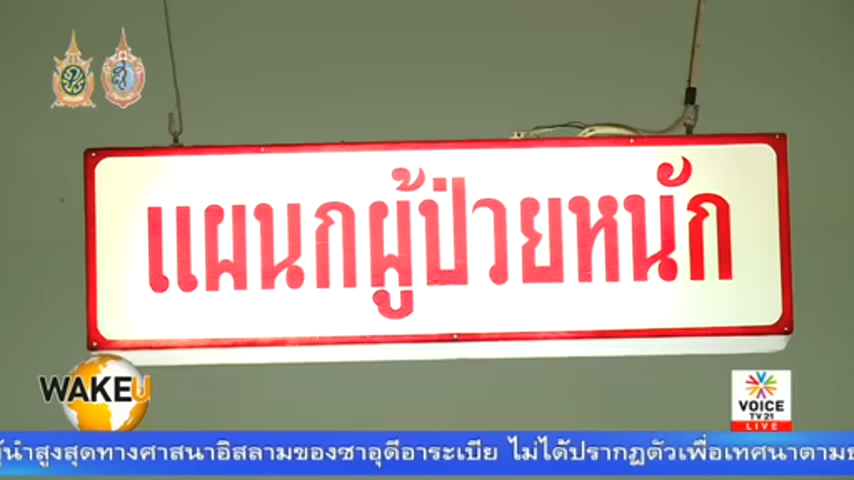 แผนกผู้ป่วยหนัก
WAKEU
VOICE
TV 21
LIVE
ผู้นำสูงสุดทางศาสนาอิสลามของซาอุดีอาระเบีย ไม่ได้ปรากฏตัวเพื่อเทศนาตาม